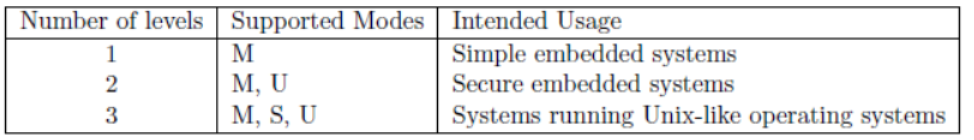 Number of levels Supported Modes Intended Usage
1 M Simple embedded systems
2 M, U Secure embedded systems
3 M, S, U Systems running Unix-like operating systems